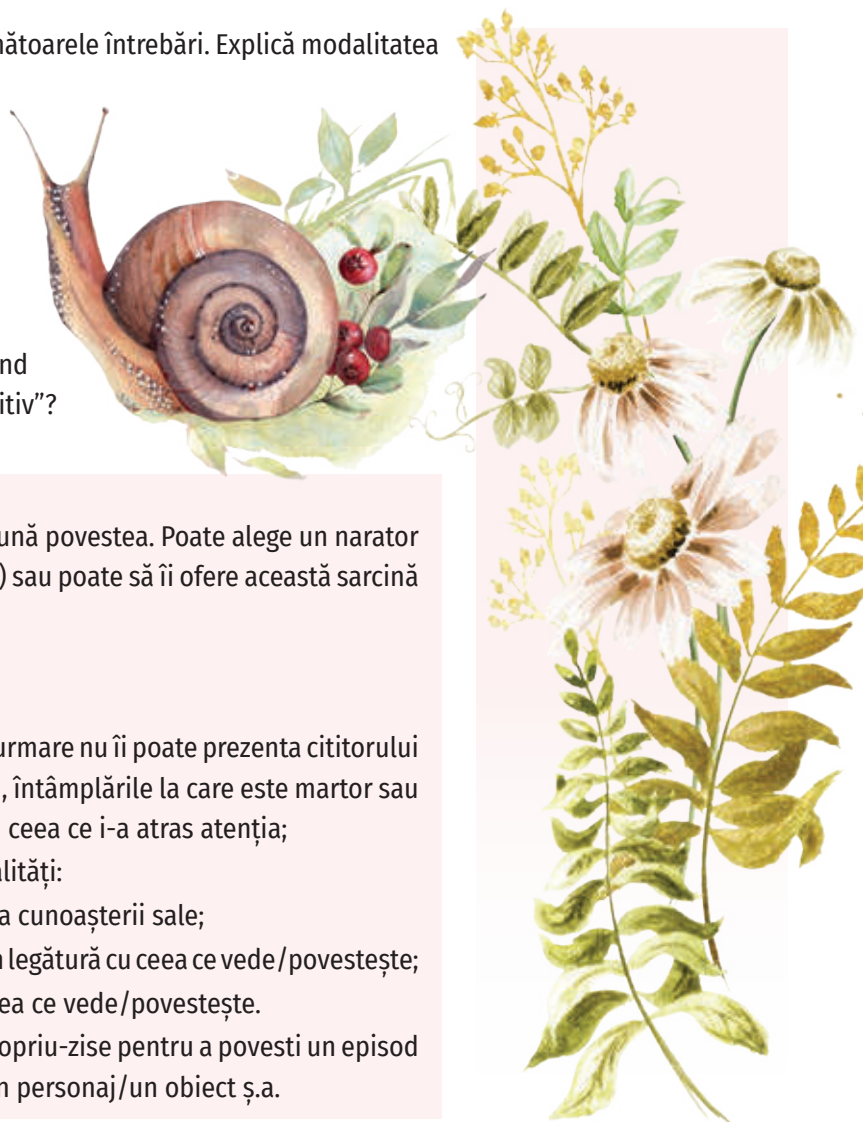 nătoarele întrebări. Explică modalitatea
nd
itiv”?
ună povestea. Poate alege un narator
) sau poate să îi ofere această sarcină
urmare nu îi poate prezenta cititorului
, întâmplările la care este martor sau
ceea ce i-a atras atenția;
alități:
a cunoașterii sale;
n legătură cu ceea ce vede/povestește;
ea ce vede/povestește.
opriu-zise pentru a povesti un episod
n personaj/un obiect ș.a.